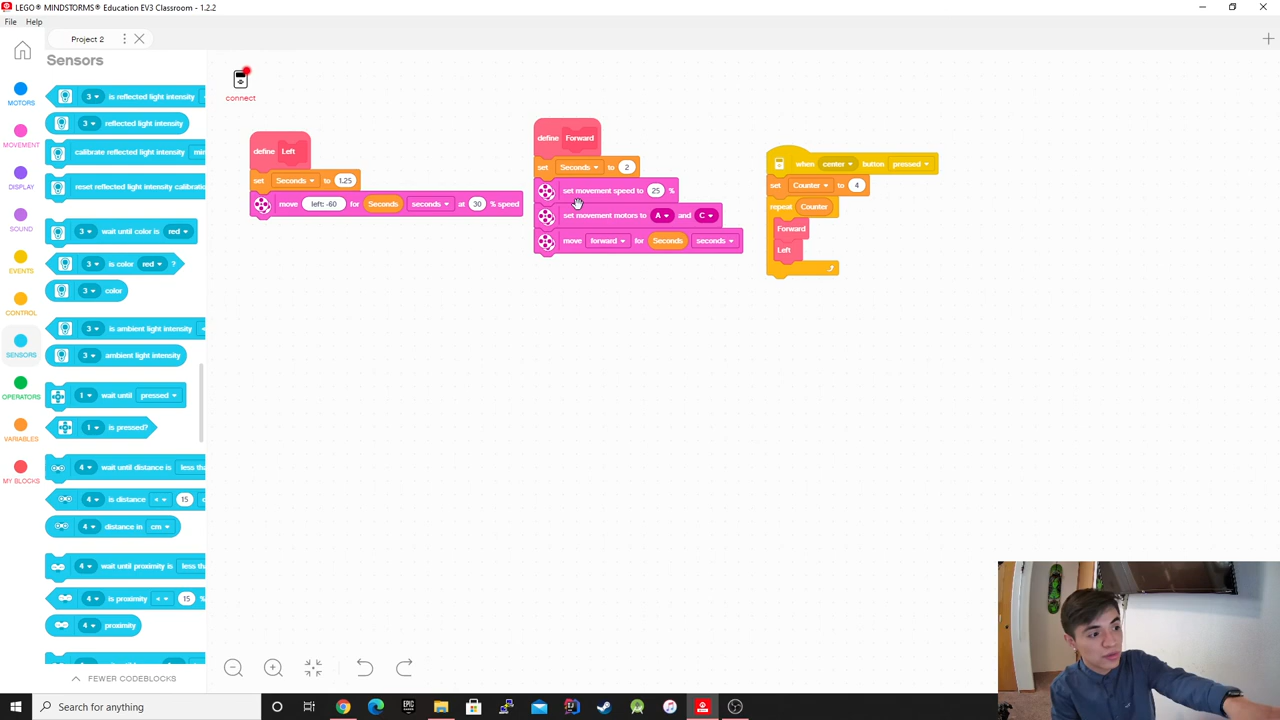 LEGO® MINDSTORMS® Education EV3 Classroom - 1.2.2
File Help
Project 2
Sensors
connect
MOTORS
MOVEMENT
DISPLAY
SOUND
EVENTS
CONTROL
SENSORS
OPERATORS
VARIABLES
MY BLOCKS
3 is reflected light intensity
3 reflected light intensity
calibrate reflected light intensity
reset reflected light intensity
3 wait until color is red
3 is color red ?
3 color
3 is ambient light intensity
3 ambient light intensity
1 wait until pressed
1 is pressed?
4 wait until distance is less
4 is distance < 15
4 distance in cm
4 wait until proximity is less
4 is proximity < 15 %
4 proximity
FEWER CODEBLOCKS
define Left
set Seconds to 1.25
move left: -60 for Seconds seconds at 30 % speed
define Forward
set Seconds to 2
set movement speed to 25 %
set movement motors to A and C
move forward for Seconds seconds
when center button pressed
set Counter to 4
repeat Counter
Forward
Left
Search for anything
EPIC GAMES